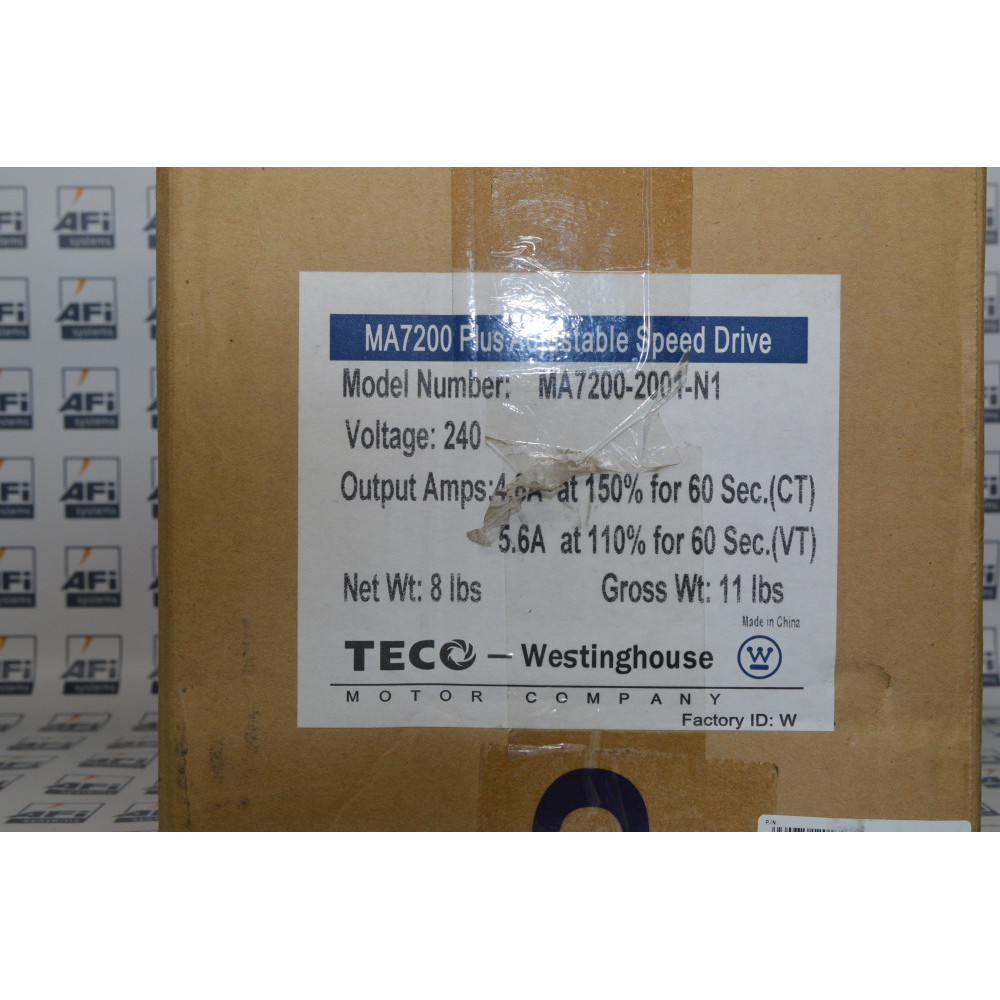 MA7200 Plus Adjustable Speed Drive
Model Number: MA7200-2001-N1
Voltage: 240
Output Amps: at 150% for 60 Sec.(CT)
5.6A at 110% for 60 Sec.(VT)
Net Wt: 8 lbs Gross Wt: 11 lbs
Made in China
TECO – Westinghouse W
MOTOR COMPANY
Factory ID: W
P/N
AFi
systems